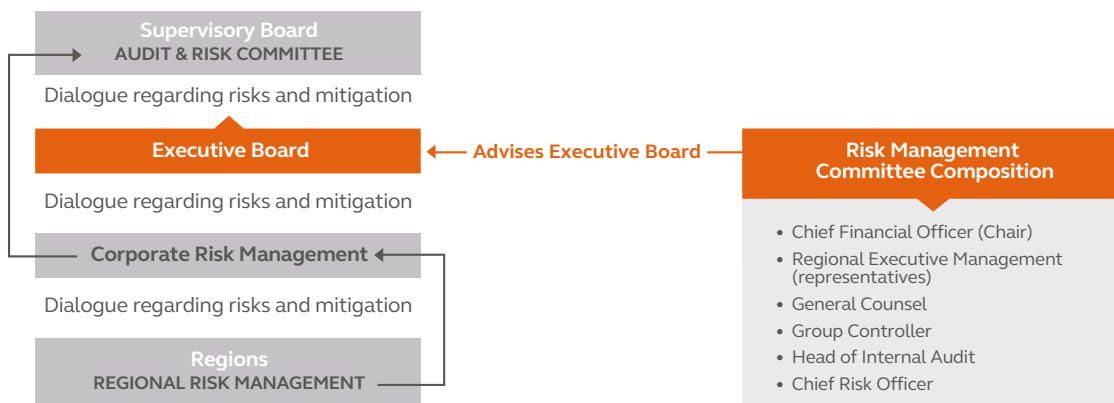 Supervisory Board
AUDIT & RISK COMMITTEE
Dialogue regarding risks and mitigation
Executive Board
Advises Executive Board
Dialogue regarding risks and mitigation
Corporate Risk Management
Dialogue regarding risks and mitigation
Regions
REGIONAL RISK MANAGEMENT
Risk Management
Committee Composition
• Chief Financial Officer (Chair)
• Regional Executive Management
(representatives)
• General Counsel
• Group Controller
• Head of Internal Audit
• Chief Risk Officer